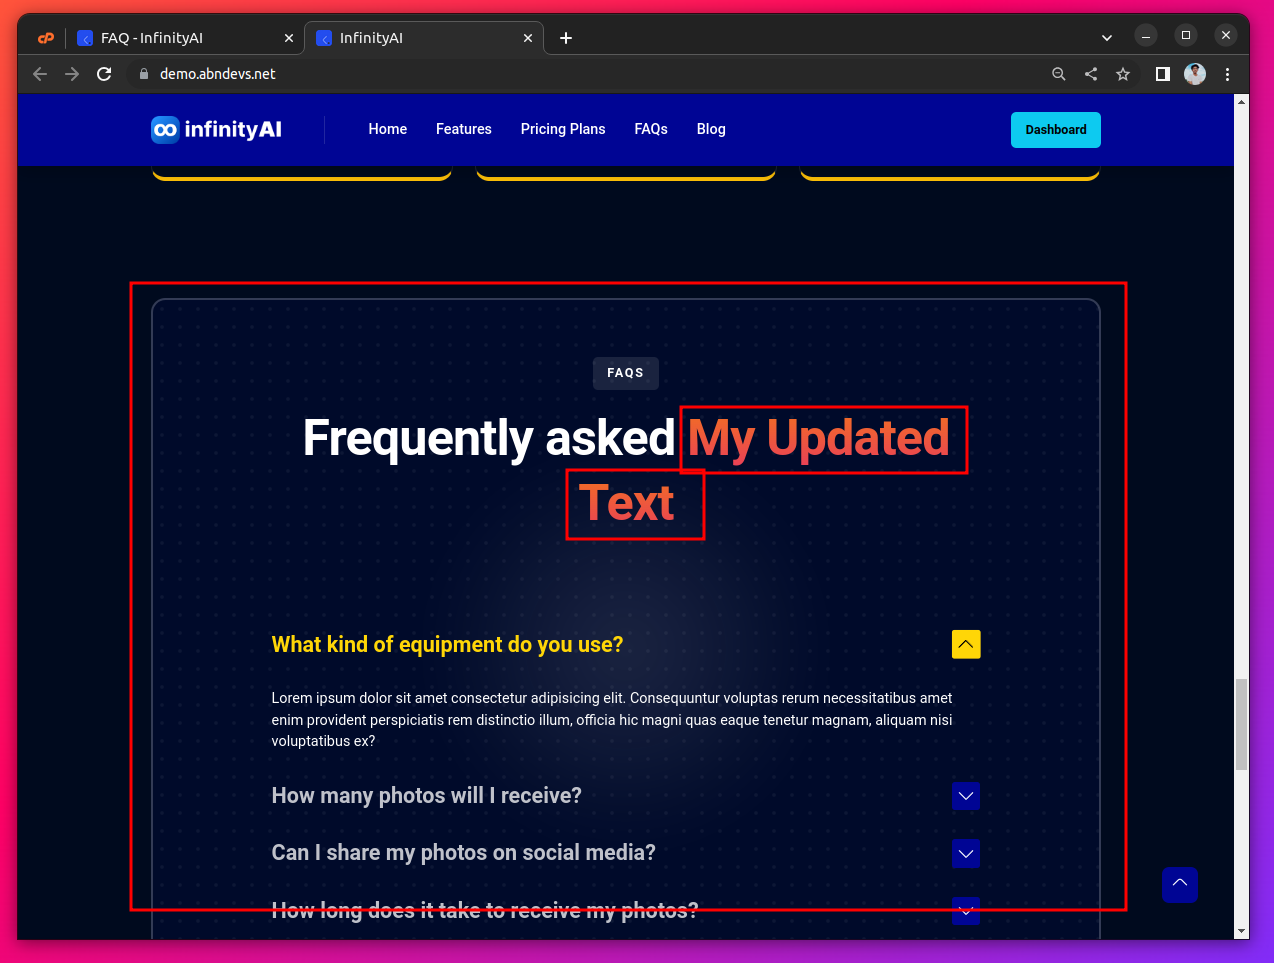 FAQ - InfinityAI
InfinityAI
demo.abndevs.net
infinityAI
Home
Features
Pricing Plans
FAQs
Blog
Dashboard
FAQS
Frequently asked My Updated
Text
What kind of equipment do you use?
Lorem ipsum dolor sit amet consectetur adipisicing elit. Consequuntur voluptas rerum necessitatibus amet
enim provident perspiciatis rem distinctio illum, officia hic magni quas eaque tenetur magnam, aliquam nisi
voluptatibus ex?
How many photos will I receive?
Can I share my photos on social media?
How long does it take to receive my photos?